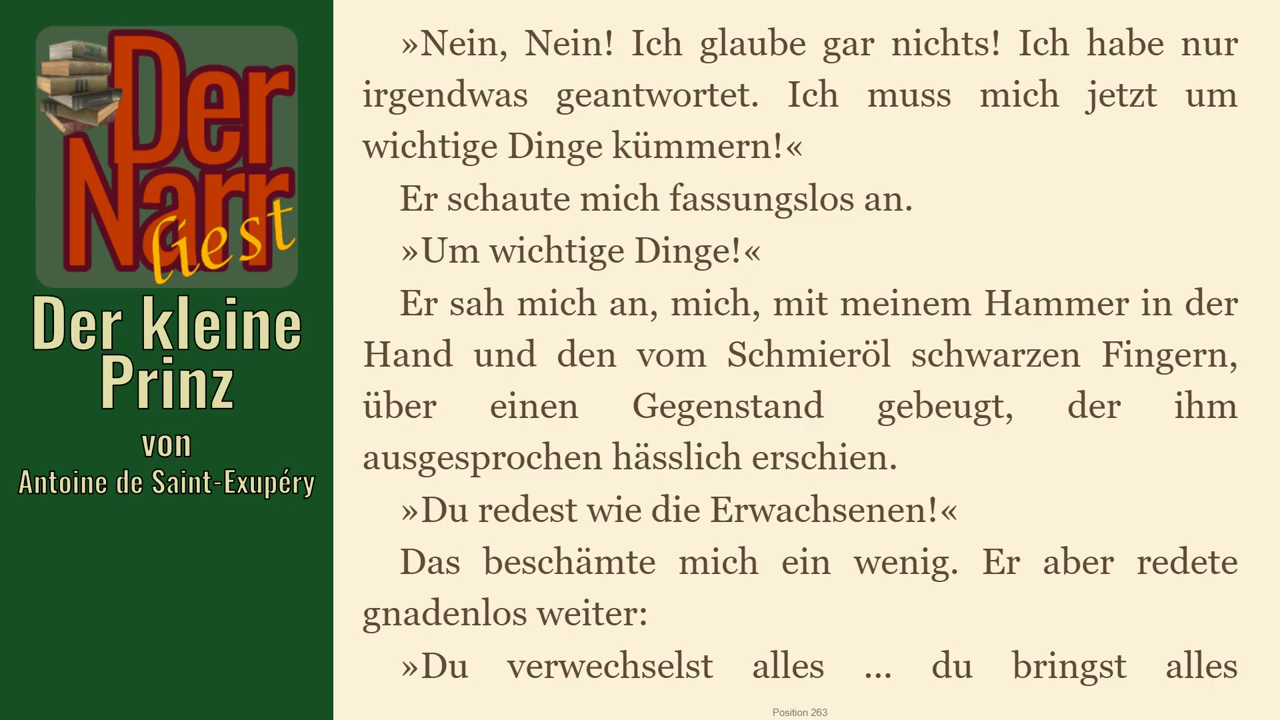 Der
Narr
liest
Der kleine
Prinz
von
Antoine de Saint-Exupéry
»Nein, Nein! Ich glaube gar nichts! Ich habe nur
irgendwas geantwortet. Ich muss mich jetzt um
wichtige Dinge kümmern!«
Er schaute mich fassungslos an.
»Um wichtige Dinge!«
Er sah mich an, mich, mit meinem Hammer in der
Hand und den vom Schmieröl schwarzen Fingern,
über einen Gegenstand gebeugt, der ihm
ausgesprochen hässlich erschien.
»Du redest wie die Erwachsenen!«
Das beschämte mich ein wenig. Er aber redete
gnadenlos weiter:
»Du verwechselst alles ... du bringst alles
Position 263